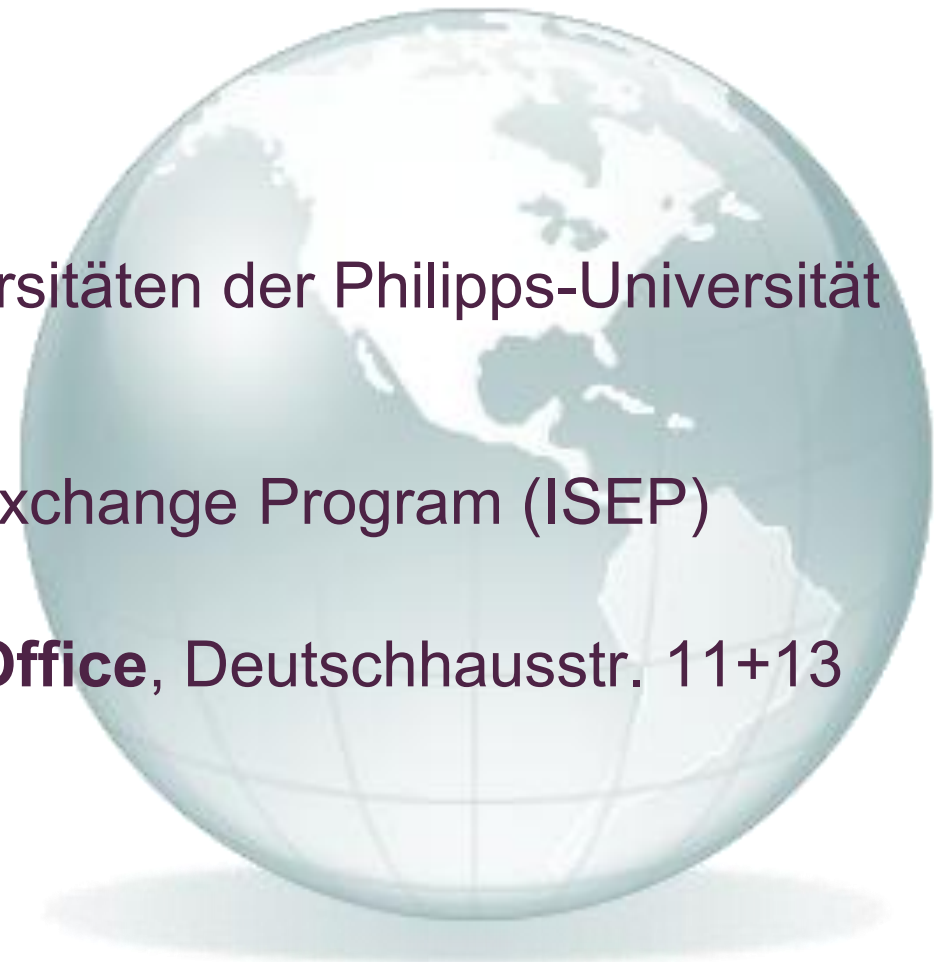 rsitäten der Philipps-Universität
xchange Program (ISEP)
Office, Deutschhausstr. 11+13